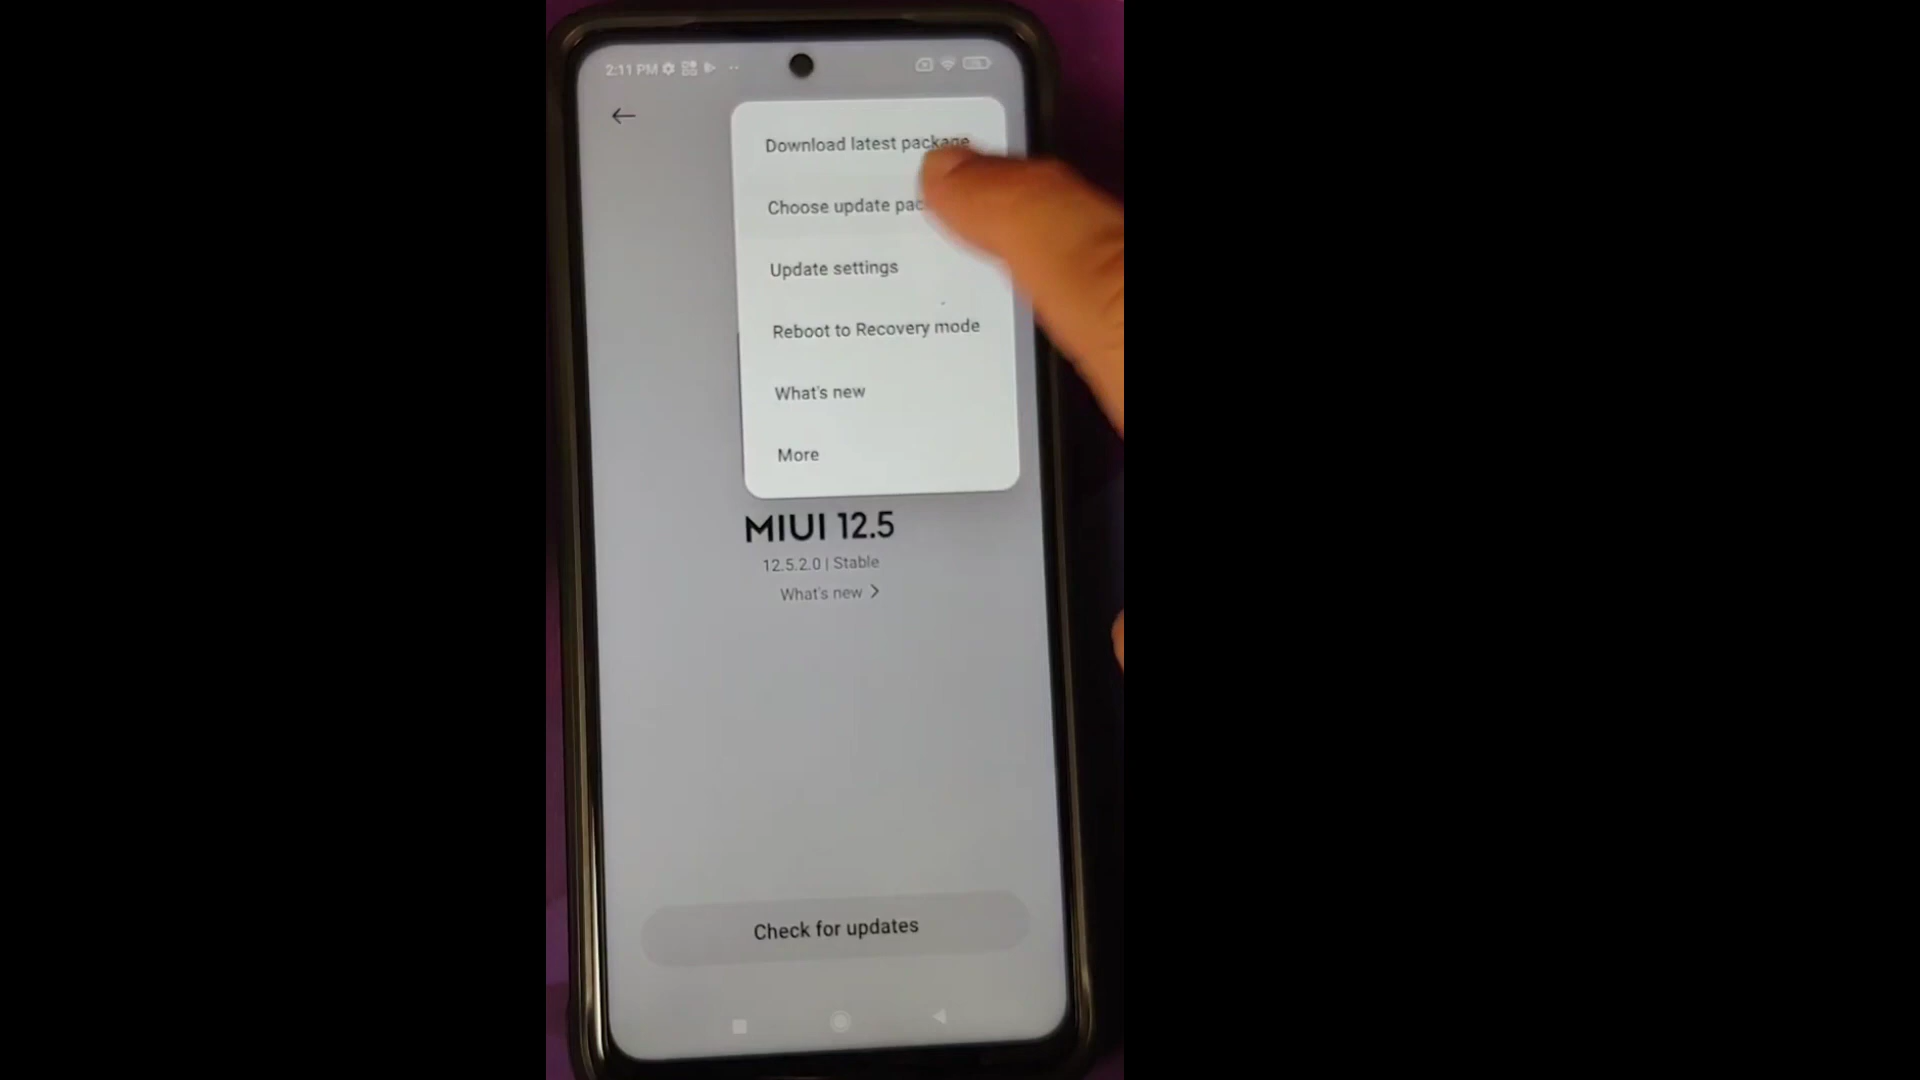 2:11 PM
Download latest package
Choose update pac
Update settings
Reboot to Recovery mode
What's new
More
MIUI 12.5
12.5.2.0 | Stable
What's new
Check for updates